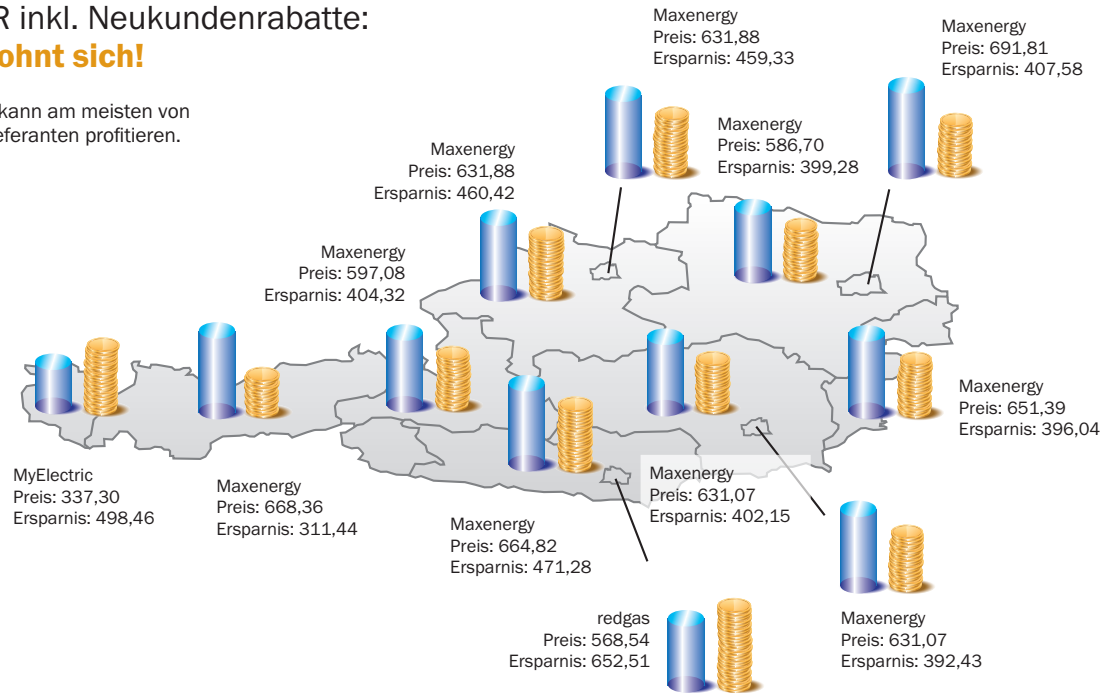 R inkl. Neukundenrabatte:
ohnt sich!
kann am meisten von
eferanten profitieren.
Maxenergy
Preis: 631,88
Ersparnis: 459,33
Maxenergy
Preis: 691,81
Ersparnis: 407,58
Maxenergy
Preis: 586,70
Ersparnis: 399,28
Maxenergy
Preis: 631,88
Ersparnis: 460,42
Maxenergy
Preis: 597,08
Ersparnis: 404,32
Maxenergy
Preis: 651,39
Ersparnis: 396,04
MyElectric
Preis: 337,30
Ersparnis: 498,46
Maxenergy
Preis: 668,36
Ersparnis: 311,44
Maxenergy
Preis: 664,82
Ersparnis: 471,28
Maxenergy
Preis: 631,07
Ersparnis: 402,15
redgas
Preis: 568,54
Ersparnis: 652,51
Maxenergy
Preis: 631,07
Ersparnis: 392,43